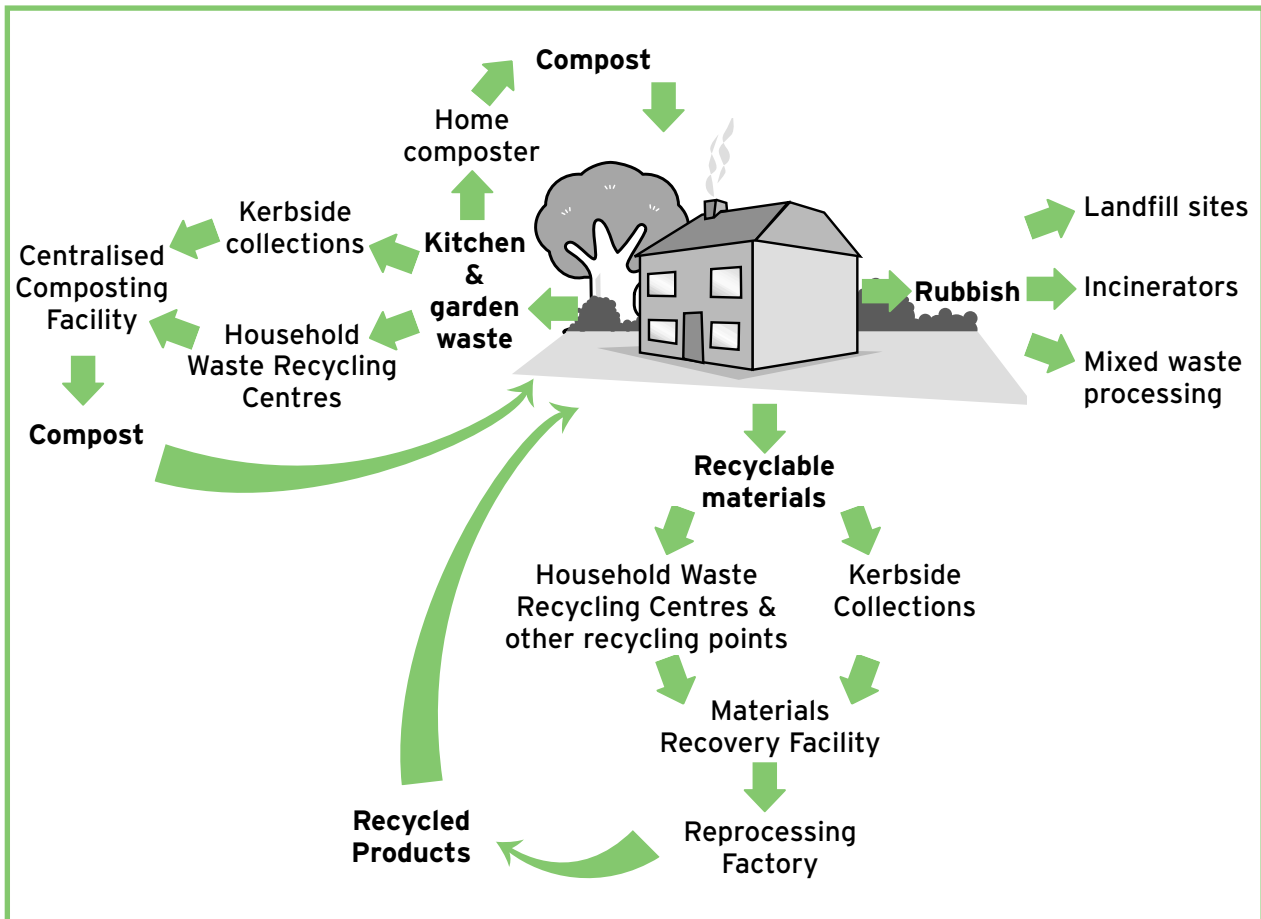 Compost
Home
composter
Kerbside
collections
Kitchen
&
garden
waste
Centralised
Composting
Facility
Household
Waste Recycling
Centres
Compost
Rubbish
Landfill sites
Incinerators
Mixed waste
processing
Recyclable
materials
Household Waste
Recycling Centres &
other recycling points
Kerbside
Collections
Materials
Recovery Facility
Reprocessing
Factory
Recycled
Products